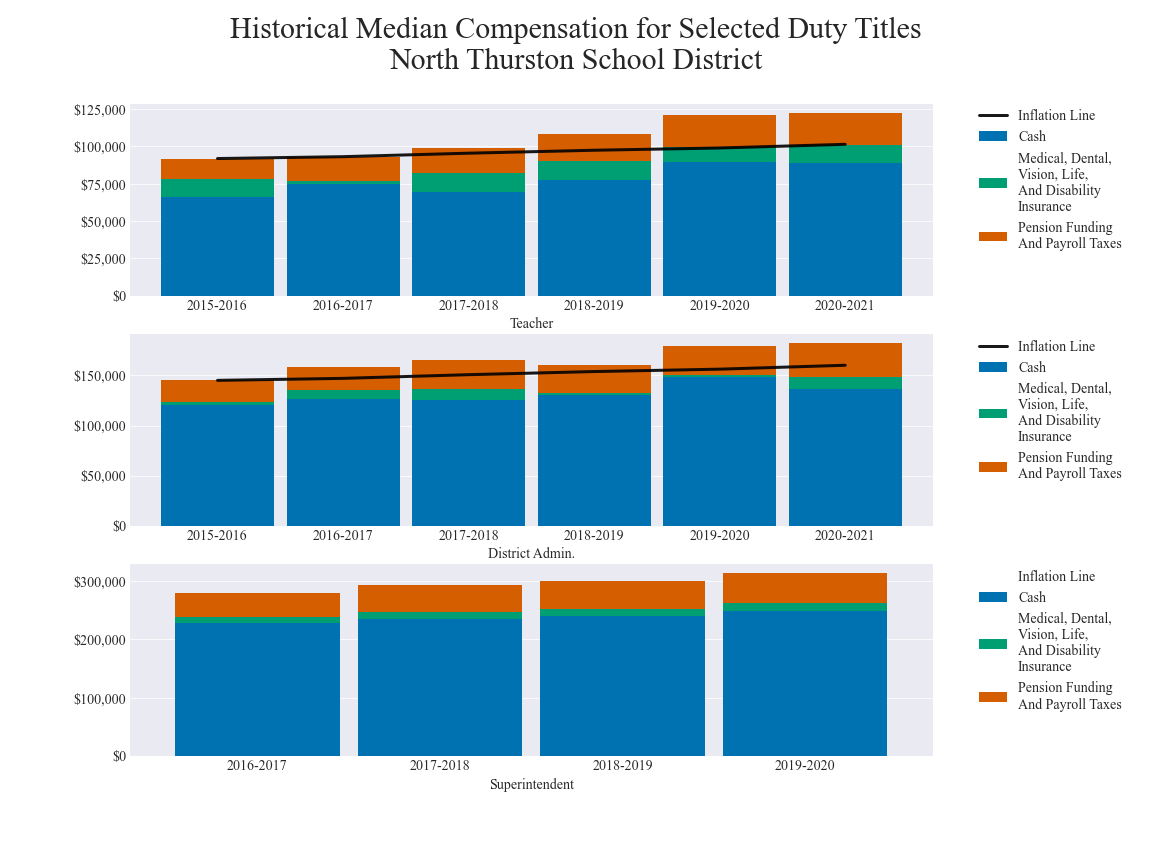 Historical Median Compensation for Selected Duty Titles
North Thurston School District
$125,000
$100,000
$75,000
$50,000
$25,000
$0
2015-2016 2016-2017 2017-2018 2018-2019 2019-2020 2020-2021
Teacher
Inflation Line
Cash
Medical, Dental,
Vision, Life,
And Disability
Insurance
Pension Funding
And Payroll Taxes
$150,000
$100,000
$50,000
$0
2015-2016 2016-2017 2017-2018 2018-2019 2019-2020 2020-2021
District Admin.
Inflation Line
Cash
Medical, Dental,
Vision, Life,
And Disability
Insurance
Pension Funding
And Payroll Taxes
$300,000
$200,000
$100,000
$0
2016-2017 2017-2018 2018-2019 2019-2020
Superintendent
Inflation Line
Cash
Medical, Dental,
Vision, Life,
And Disability
Insurance
Pension Funding
And Payroll Taxes